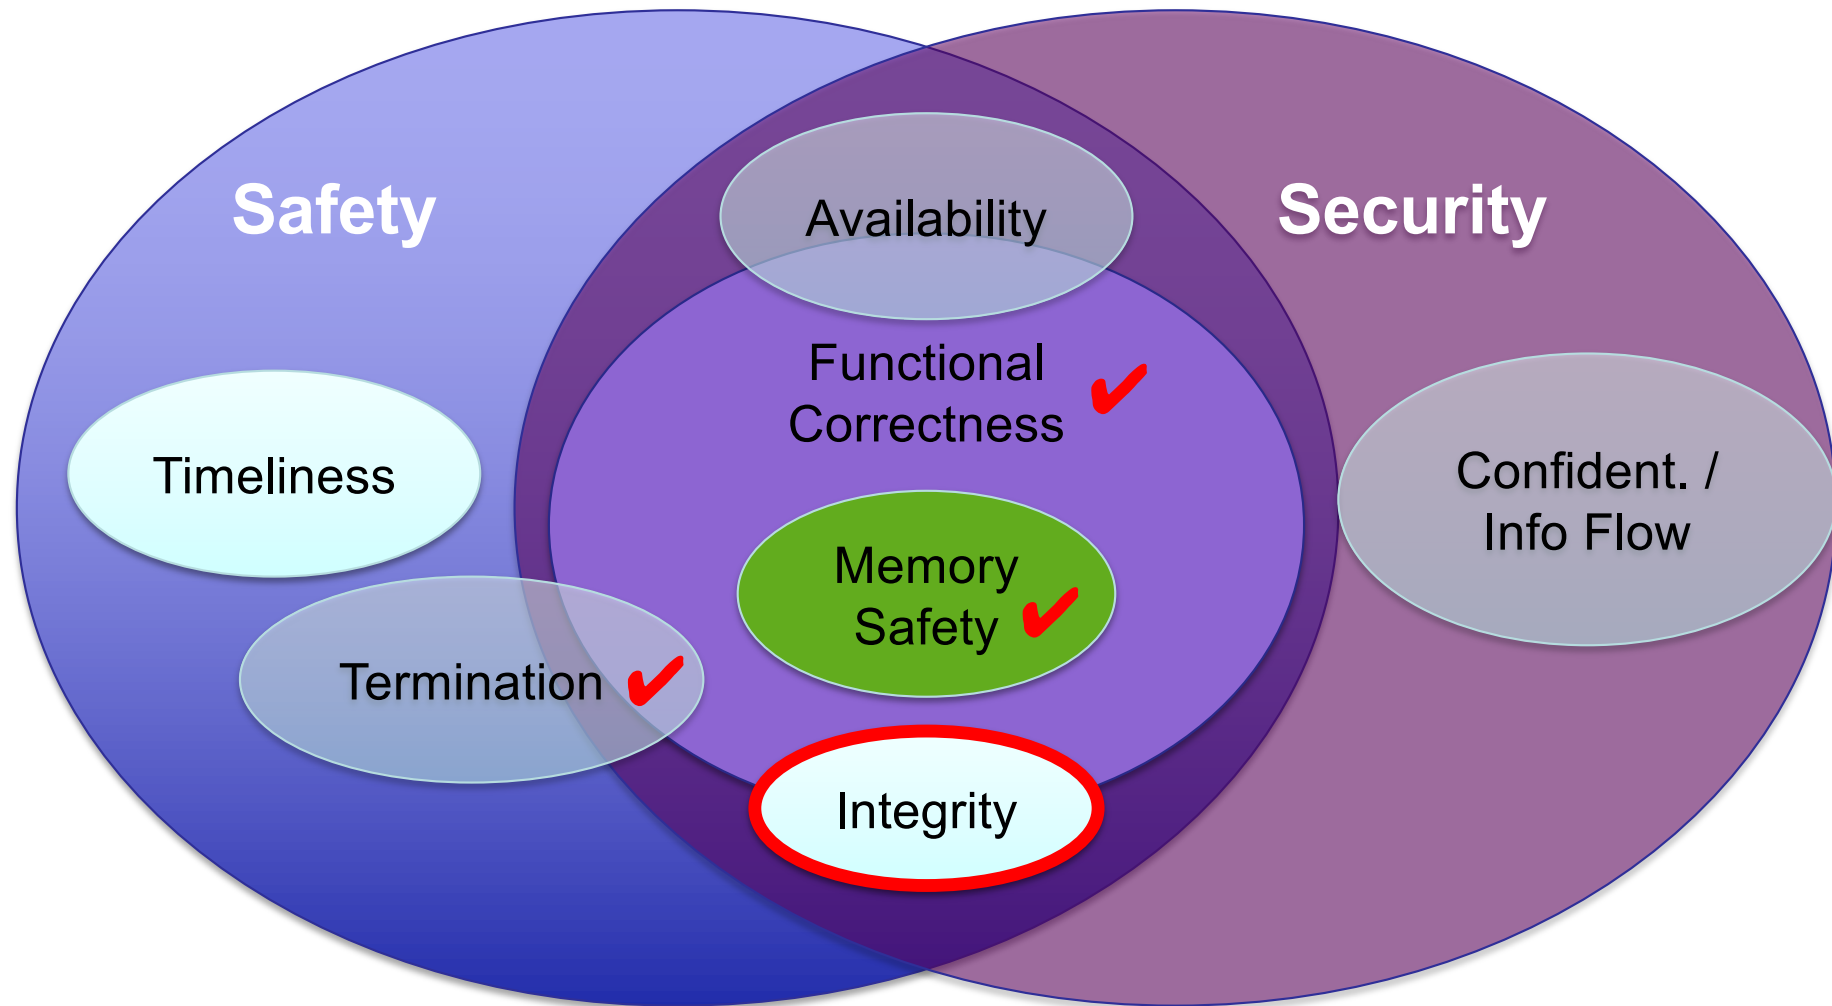 Safety
Security
Availability
Functional
Correctness ✔
Timeliness
Confident. /
Info Flow
Memory
Safety ✔
Termination ✔
Integrity